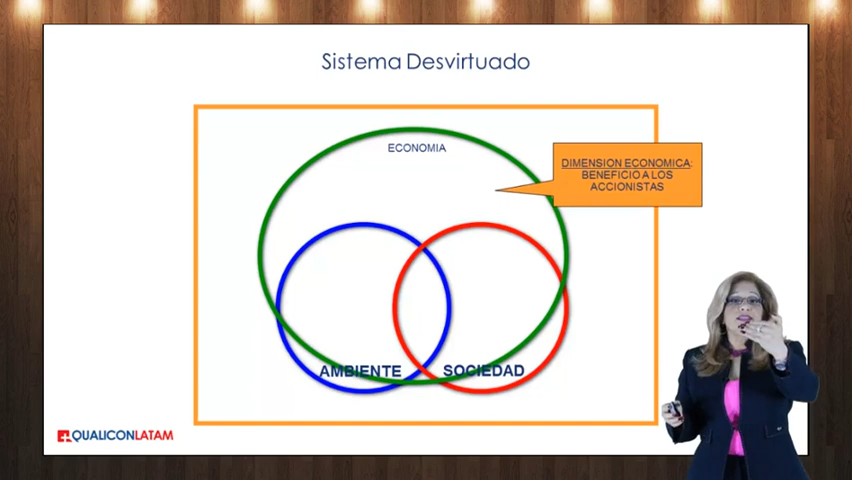 Sistema Desvirtuado
ECONOMIA
DIMENSION ECONOMICA:
BENEFICIO A LOS
ACCIONISTAS
AMBIENTE
SOCIEDAD
QUALICONLATAM